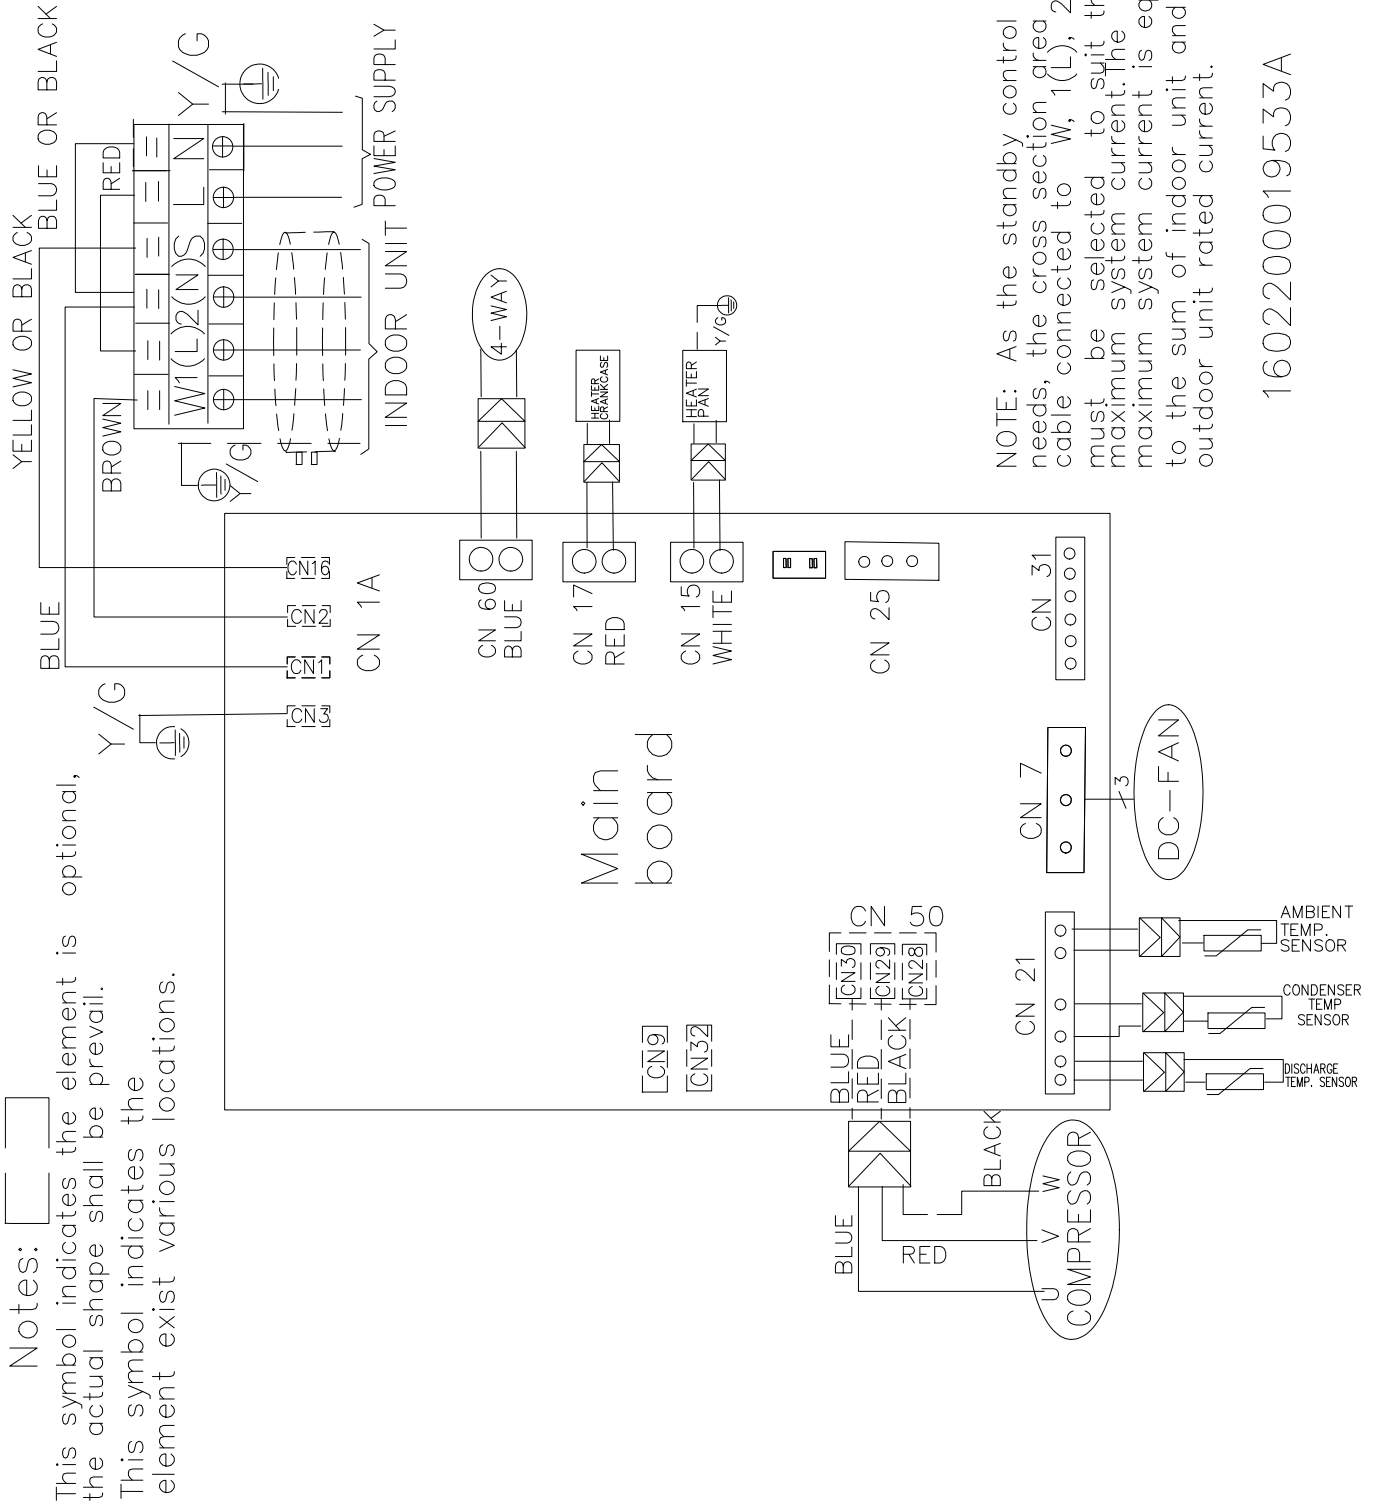 Notes:
This symbol indicates the element is optional,
the actual shape shall be prevail.
This symbol indicates the
element exist various locations.
YELLOW OR BLACK
BLUE OR BLACK
BROWN
RED
BLUE
Y/G
W 1(L) 2(N) S L N
Y/G
Y/G
INDOOR UNIT
POWER SUPPLY
CN3
CN1
CN2
CN16
CN 1A
CN 60
BLUE
4-WAY
CN 17
RED
HEATER
CRANKCASE
CN 15
WHITE
HEATER
PAN
Y/G
CN 25
CN 31
Main
board
CN 7
3
DC-FAN
CN 50
CN30
CN29
CN28
CN9
CN32
BLUE
RED
BLACK
BLUE
RED
BLACK
U V W
COMPRESSOR
CN 21
AMBIENT
TEMP.
SENSOR
CONDENSER
TEMP
SENSOR
DISCHARGE
TEMP. SENSOR
NOTE: As the standby control
needs, the cross section area
cable connected to W, 1(L), 2
must be selected to suit th
maximum system current.The
maximum system current is eq
to the sum of indoor unit and
outdoor unit rated current.
16022000019533A